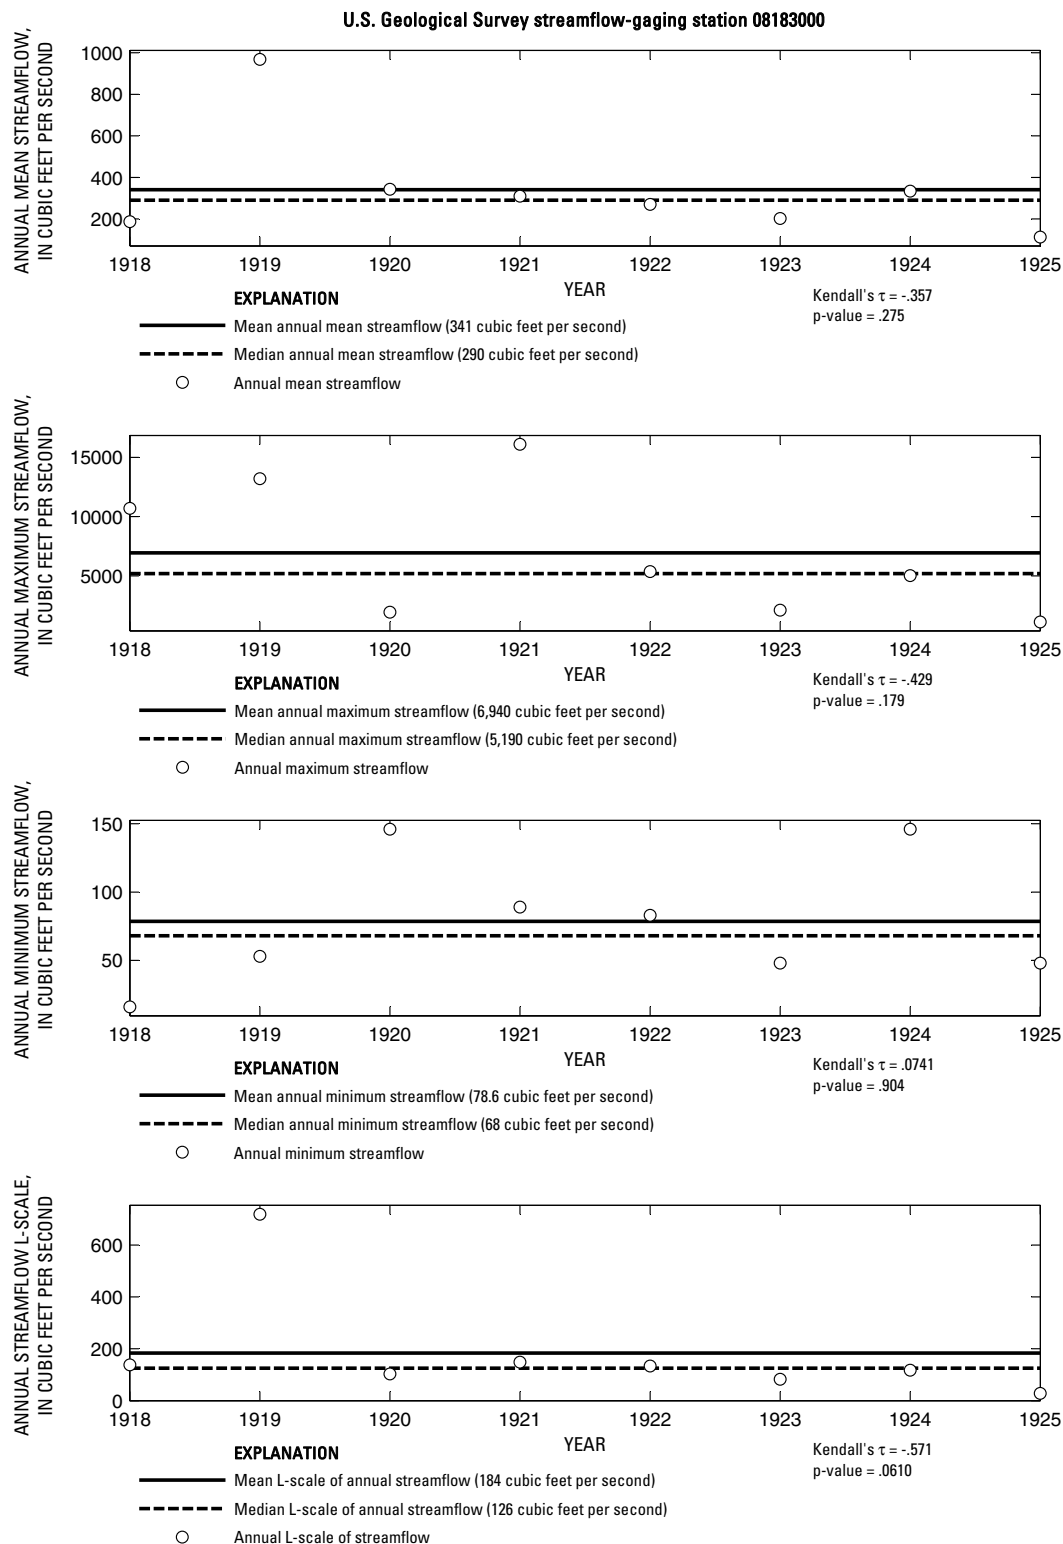 U.S. Geological Survey streamflow-gaging station 08183000
ANNUAL MEAN STREAMFLOW,
IN CUBIC FEET PER SECOND
1000
800
600
400
200
1918 1919 1920 1921 1922 1923 1924 1925
YEAR
Kendall's τ = -.357
p-value = .275
EXPLANATION
Mean annual mean streamflow (341 cubic feet per second)
Median annual mean streamflow (290 cubic feet per second)
Annual mean streamflow
ANNUAL MAXIMUM STREAMFLOW,
IN CUBIC FEET PER SECOND
15000
10000
5000
1918 1919 1920 1921 1922 1923 1924 1925
YEAR
Kendall's τ = -.429
p-value = .179
EXPLANATION
Mean annual maximum streamflow (6,940 cubic feet per second)
Median annual maximum streamflow (5,190 cubic feet per second)
Annual maximum streamflow
ANNUAL MINIMUM STREAMFLOW,
IN CUBIC FEET PER SECOND
150
100
50
1918 1919 1920 1921 1922 1923 1924 1925
YEAR
Kendall's τ = .0741
p-value = .904
EXPLANATION
Mean annual minimum streamflow (78.6 cubic feet per second)
Median annual minimum streamflow (68 cubic feet per second)
Annual minimum streamflow
ANNUAL STREAMFLOW L-SCALE,
IN CUBIC FEET PER SECOND
600
400
200
0
1918 1919 1920 1921 1922 1923 1924 1925
YEAR
Kendall's τ = -.571
p-value = .0610
EXPLANATION
Mean L-scale of annual streamflow (184 cubic feet per second)
Median L-scale of annual streamflow (126 cubic feet per second)
Annual L-scale of streamflow